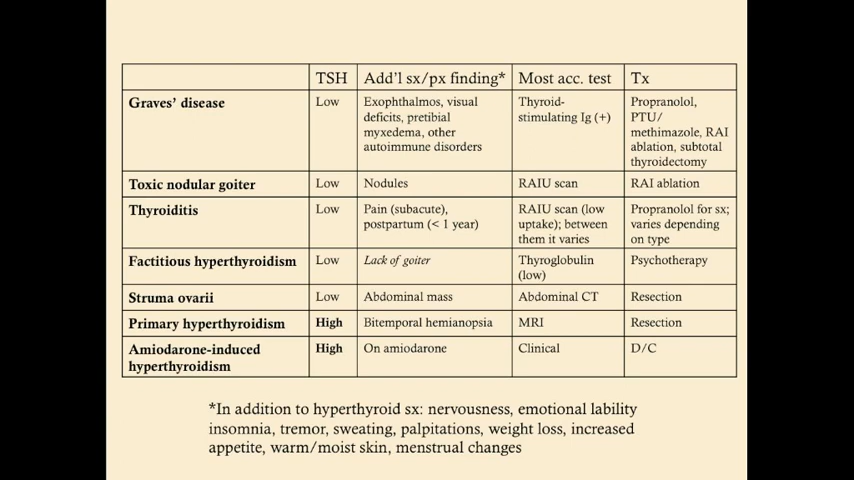 TSH Add'l sx/px finding* Most acc. test Tx
Graves' disease Low Exophthalmos, visual Thyroid- Propranolol,
deficits, pretibial stimulating Ig (+) PTU/
myxedema, other methimazole, RAI
autoimmune disorders ablation, subtotal
thyroidectomy
Toxic nodular goiter Low Nodules RAIU scan RAI ablation
Thyroiditis Low Pain (subacute), RAIU scan (low Propranolol for sx;
postpartum (< 1 year) uptake); between varies depending
them it varies on type
Factitious hyperthyroidism Low Lack of goiter Thyroglobulin Psychotherapy
(low)
Struma ovarii Low Abdominal mass Abdominal CT Resection
Primary hyperthyroidism High Bitemporal hemianopsia MRI Resection
Amiodarone-induced High On amiodarone Clinical D/C
hyperthyroidism
*In addition to hyperthyroid sx: nervousness, emotional lability
insomnia, tremor, sweating, palpitations, weight loss, increased
appetite, warm/moist skin, menstrual changes